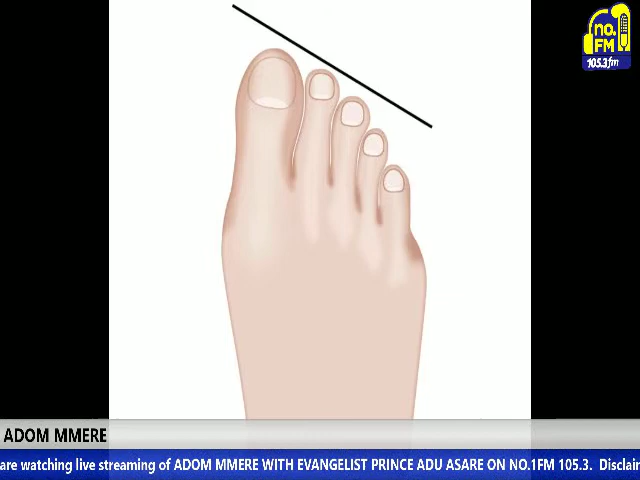 no.
FM
105.3fm
ADOM MMERE
are watching live streaming of ADOM MMERE WITH EVANGELIST PRINCE ADU ASARE ON NO.1FM 105.3. Disclai